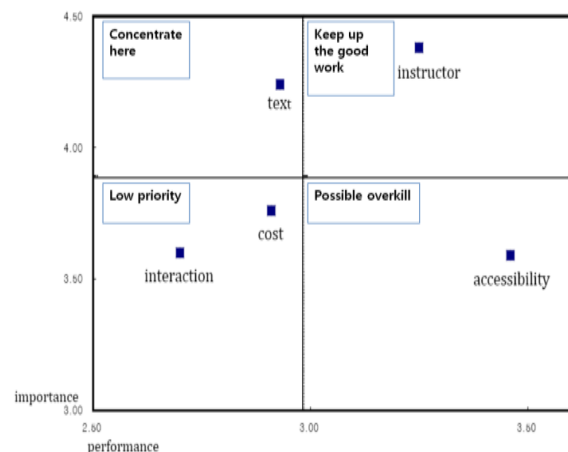 4.50
Concentrate
here
Keep up
the good
work
instructor
text
4.00
Low priority
Possible overkill
cost
interaction
accessibility
3.50
importance
3.00
2.60
3.00
3.60
performance